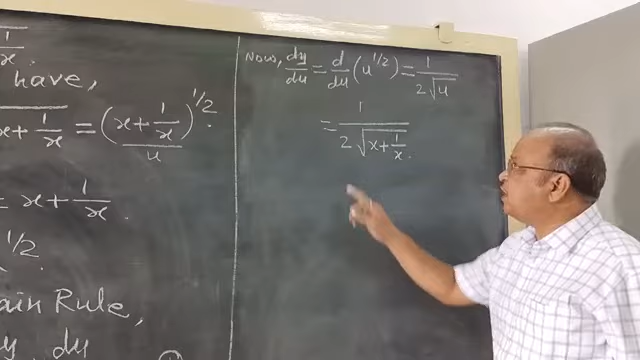 1/x.
have,
x + 1/x = (x + 1/x)^1/2.
u
= x + 1/x.
1/2.
ain Rule,
y du
Now, dy/du = d/du (u^1/2) = 1/2√u
= 1/2√x + 1/x.